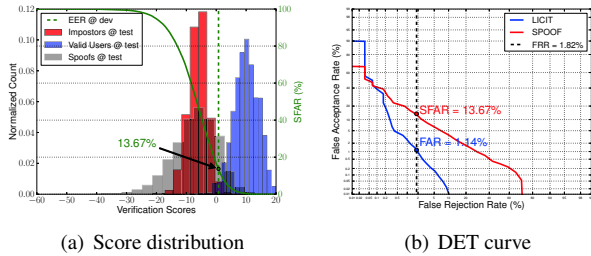 EER @ dev
Impostors @ test
Valid Users @ test
Spoofs @ test
0.12
0.10
0.08
0.06
0.04
0.02
0.00
Normalized Count
100
80
60
40
20
0
SFAR (%)
13.67%
−60 −50 −40 −30 −20 −10 0 10 20
Verification Scores
(a) Score distribution
LICIT
SPOOF
FRR = 1.82%
False Acceptance Rate (%)
SFAR = 13.67%
FAR = 1.14%
False Rejection Rate (%)
(b) DET curve